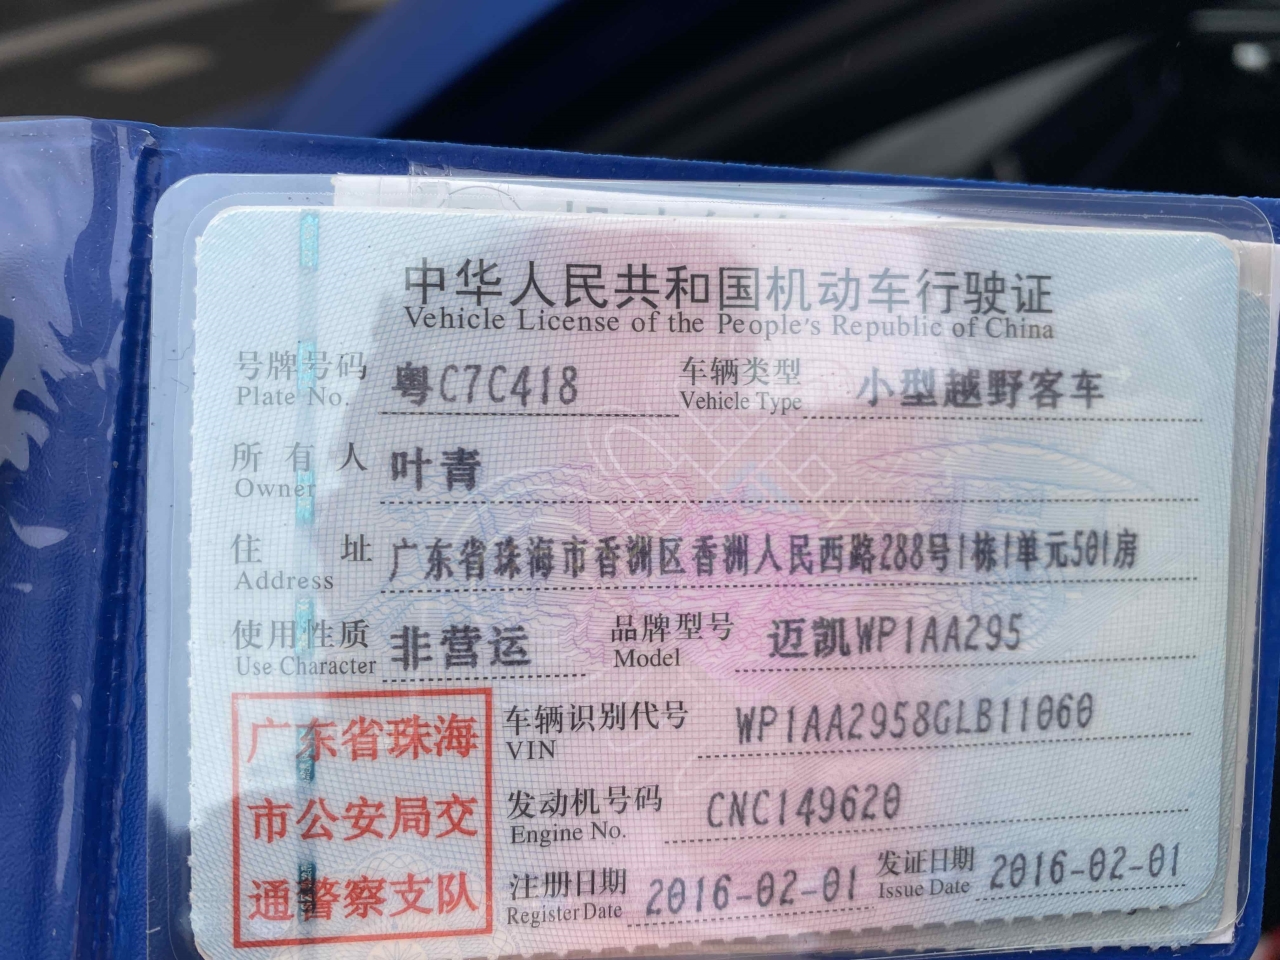 中华人民共和国机动车行驶证
Vehicle License of the People's Republic of China
号牌号码 粤C7C418 车辆类型 小型越野客车
Plate No. Vehicle Type
所有人 叶青
Owner
住址 广东省珠海市香洲区香洲人民西路288号1栋1单元501房
Address
使用性质 非营运 品牌型号 迈凯WP1AA295
Use Character Model
广东省珠海
市公安局交
通警察支队
车辆识别代号 WP1AA2958GLB11060
VIN
发动机号码 CNC149620
Engine No.
注册日期 2016-02-01 发证日期 2016-02-01
Register Date Issue Date